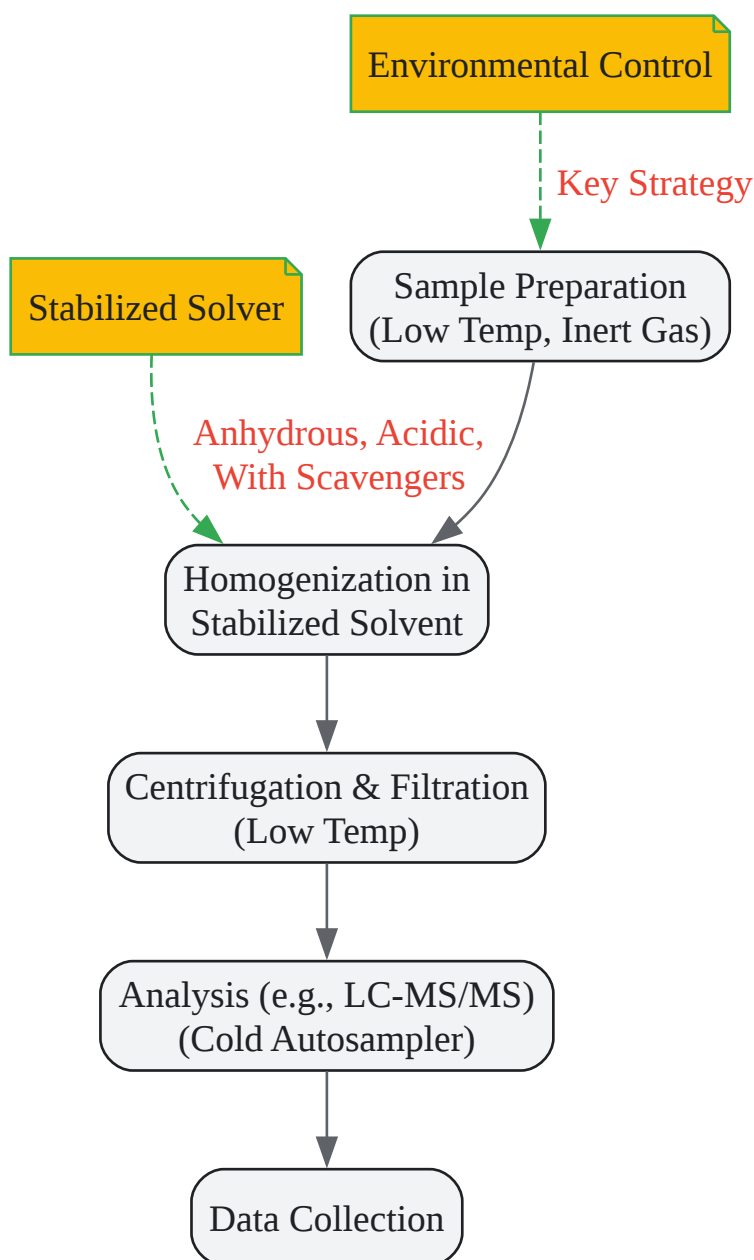 Environmental Control
Key Strategy
Stabilized Solver
Sample Preparation
(Low Temp, Inert Gas)
Anhydrous, Acidic,
With Scavengers
Homogenization in
Stabilized Solvent
Centrifugation & Filtration
(Low Temp)
Analysis (e.g., LC-MS/MS)
(Cold Autosampler)
Data Collection